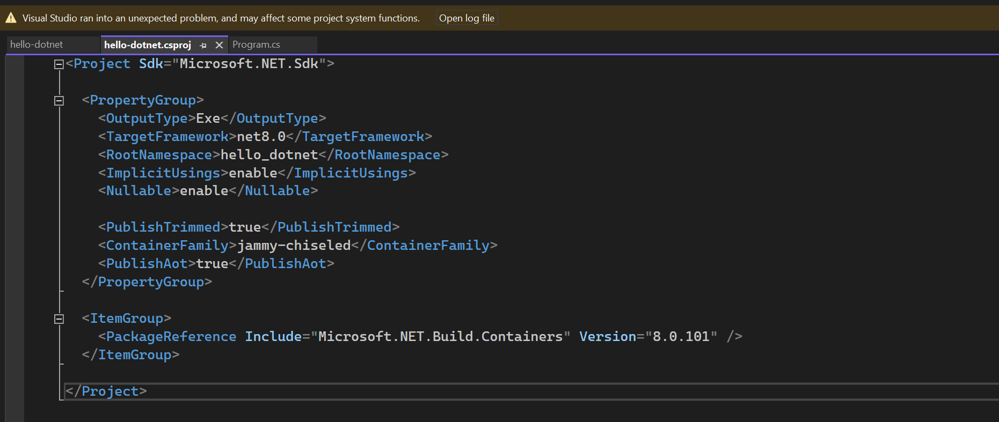 Visual Studio ran into an unexpected problem, and may affect some project system functions. Open log file
hello-dotnet hello-dotnet.csproj Program.cs
<Project Sdk="Microsoft.NET.Sdk">
<PropertyGroup>
<OutputType>Exe</OutputType>
<TargetFramework>net8.0</TargetFramework>
<RootNamespace>hello_dotnet</RootNamespace>
<ImplicitUsings>enable</ImplicitUsings>
<Nullable>enable</Nullable>
<PublishTrimmed>true</PublishTrimmed>
<ContainerFamily>jammy-chiseled</ContainerFamily>
<PublishAot>true</PublishAot>
</PropertyGroup>
<ItemGroup>
<PackageReference Include="Microsoft.NET.Build.Containers" Version="8.0.101" />
</ItemGroup>
</Project>